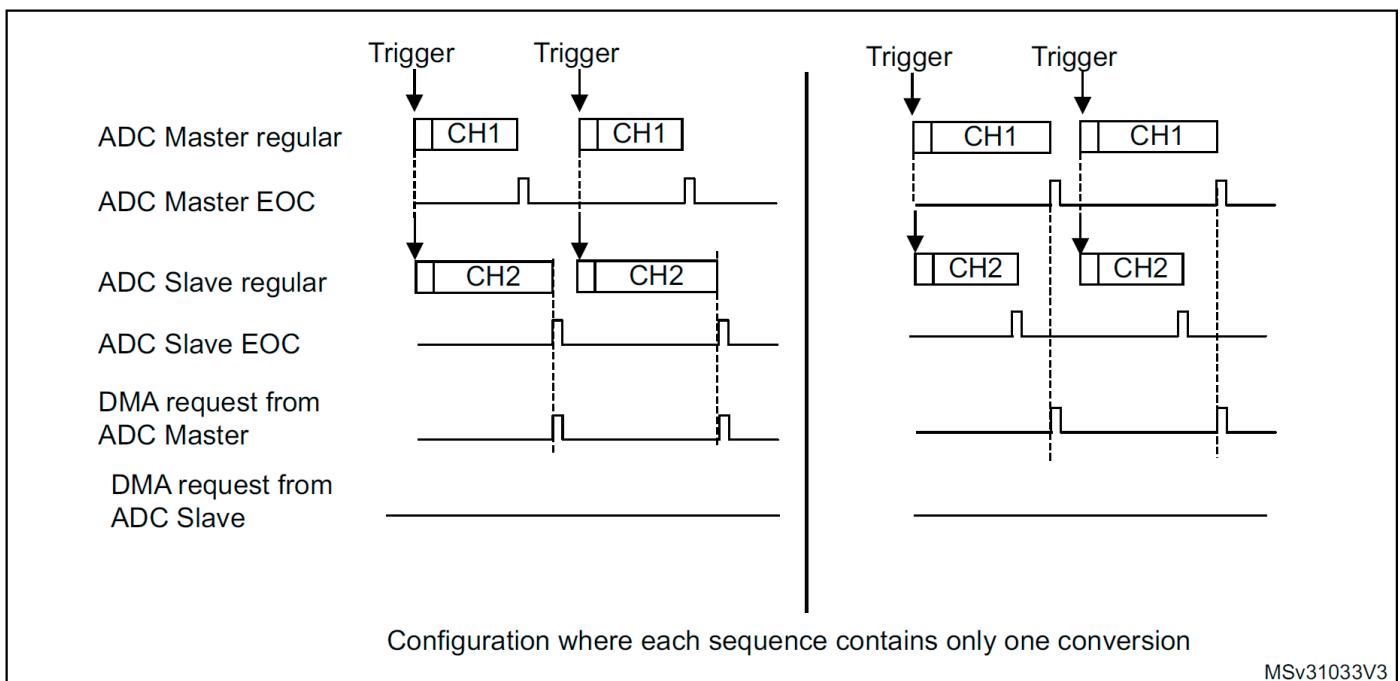 Trigger Trigger Trigger Trigger
ADC Master regular CH1 CH1 CH1 CH1
ADC Master EOC
ADC Slave regular CH2 CH2 CH2 CH2
ADC Slave EOC
DMA request from
ADC Master
DMA request from
ADC Slave
Configuration where each sequence contains only one conversion
MSv31033V3